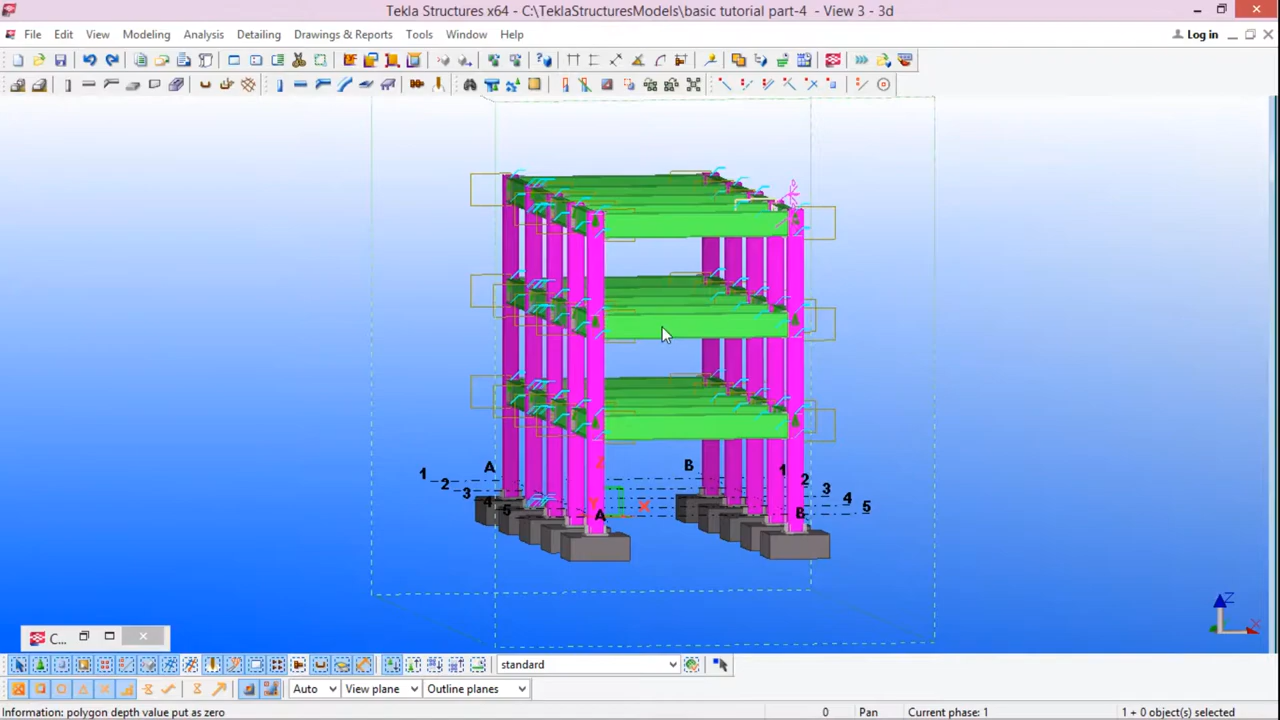 Tekla Structures x64 - C:\TeklaStructuresModels\basic tutorial part-4 - View 3 - 3d
File Edit View Modeling Analysis Detailing Drawings & Reports Tools Window Help Log in
1 A B 1
2 2
3 3
4 4
5 5
A B
X
Z
C...
standard
Auto View plane Outline planes
Information: polygon depth value put as zero 0 Pan Current phase: 1 1 + 0 object(s) selected